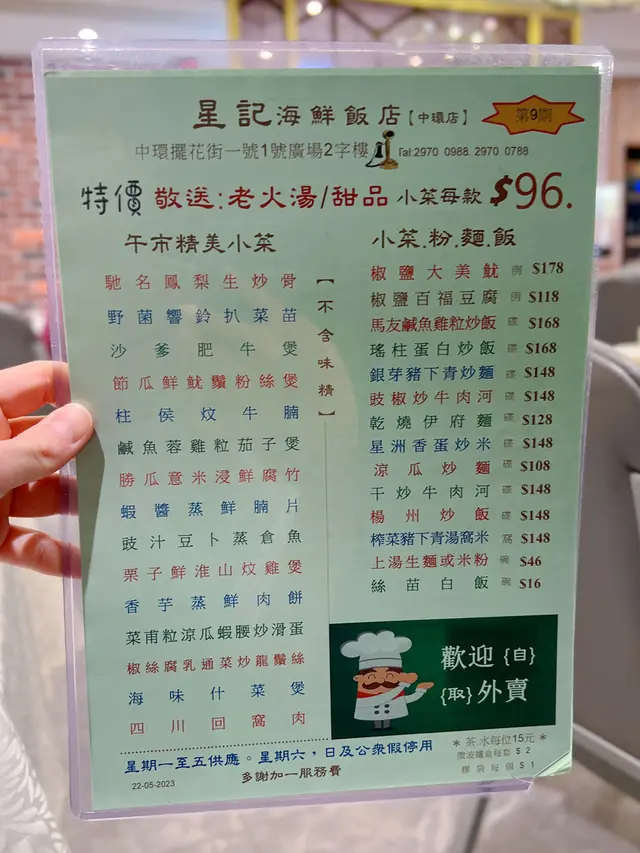 星記海鮮飯店【中環店】
第9期
中環擺花街一號1號廣場2字樓 Tel:2970 0988. 2970 0788
特價 敬送:老火湯/甜品 小菜每款 $96.
午市精美小菜
馳名鳳梨生炒骨
野菌響鈴扒菜苗
沙爹肥牛煲
節瓜鮮魷鬚粉絲煲
柱侯炆牛腩
鹹魚蓉雞粒茄子煲
勝瓜意米浸鮮腐竹
蝦醬蒸鮮腩片
豉汁豆卜蒸倉魚
栗子鮮淮山炆雞煲
香芋蒸鮮肉餅
菜甫粒涼瓜蝦腰炒滑蛋
椒絲腐乳通菜炒龍鬚絲
海味什菜煲
四川回窩肉
【不含味精】
小菜.粉.麵.飯
椒鹽大美魷 例 $178
椒鹽百福豆腐 例 $118
馬友鹹魚雞粒炒飯 碟 $168
瑤柱蛋白炒飯 碟 $168
銀芽豬下青炒麵 碟 $148
豉椒炒牛肉河 碟 $148
乾燒伊府麵 碟 $128
星洲香蛋炒米 碟 $148
涼瓜炒麵 碟 $108
干炒牛肉河 碟 $148
楊州炒飯 碟 $148
榨菜豬下青湯窩米 窩 $148
上湯生麵或米粉 碗 $46
絲苗白飯 碗 $16
歡迎{自}
{取}外賣
星期一至五供應。星期六，日及公衆假停用
多謝加一服務費
22-05-2023
＊茶.水每位15元＊
微波爐盒每套 $ 2
膠袋每個 $ 1